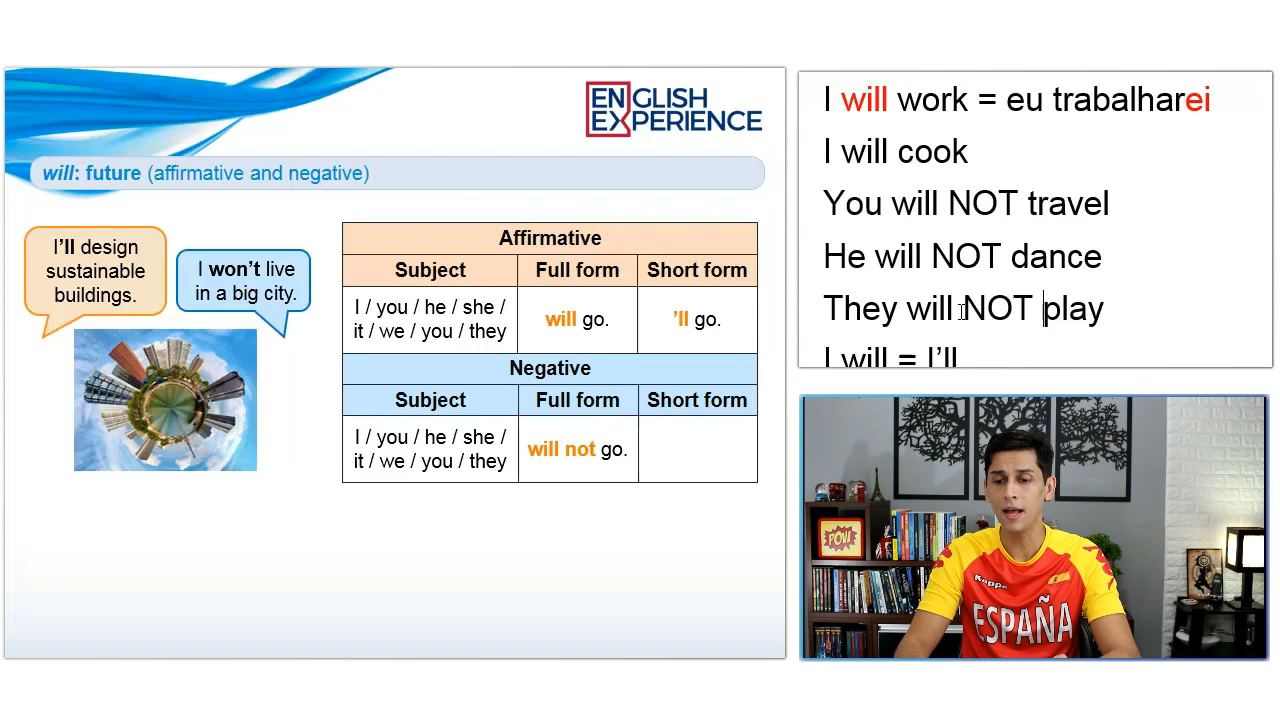 ENGLISH
EXPERIENCE
will: future (affirmative and negative)
I’ll design
sustainable
buildings.
I won’t live
in a big city.
Affirmative
Subject Full form Short form
I / you / he / she /
it / we / you / they
will go.
’ll go.
Negative
Subject Full form Short form
I / you / he / she /
it / we / you / they
will not go.
I will work = eu trabalharei
I will cook
You will NOT travel
He will NOT dance
They will NOT play
I will = I’ll
POW!
Kappa
ESPAÑA